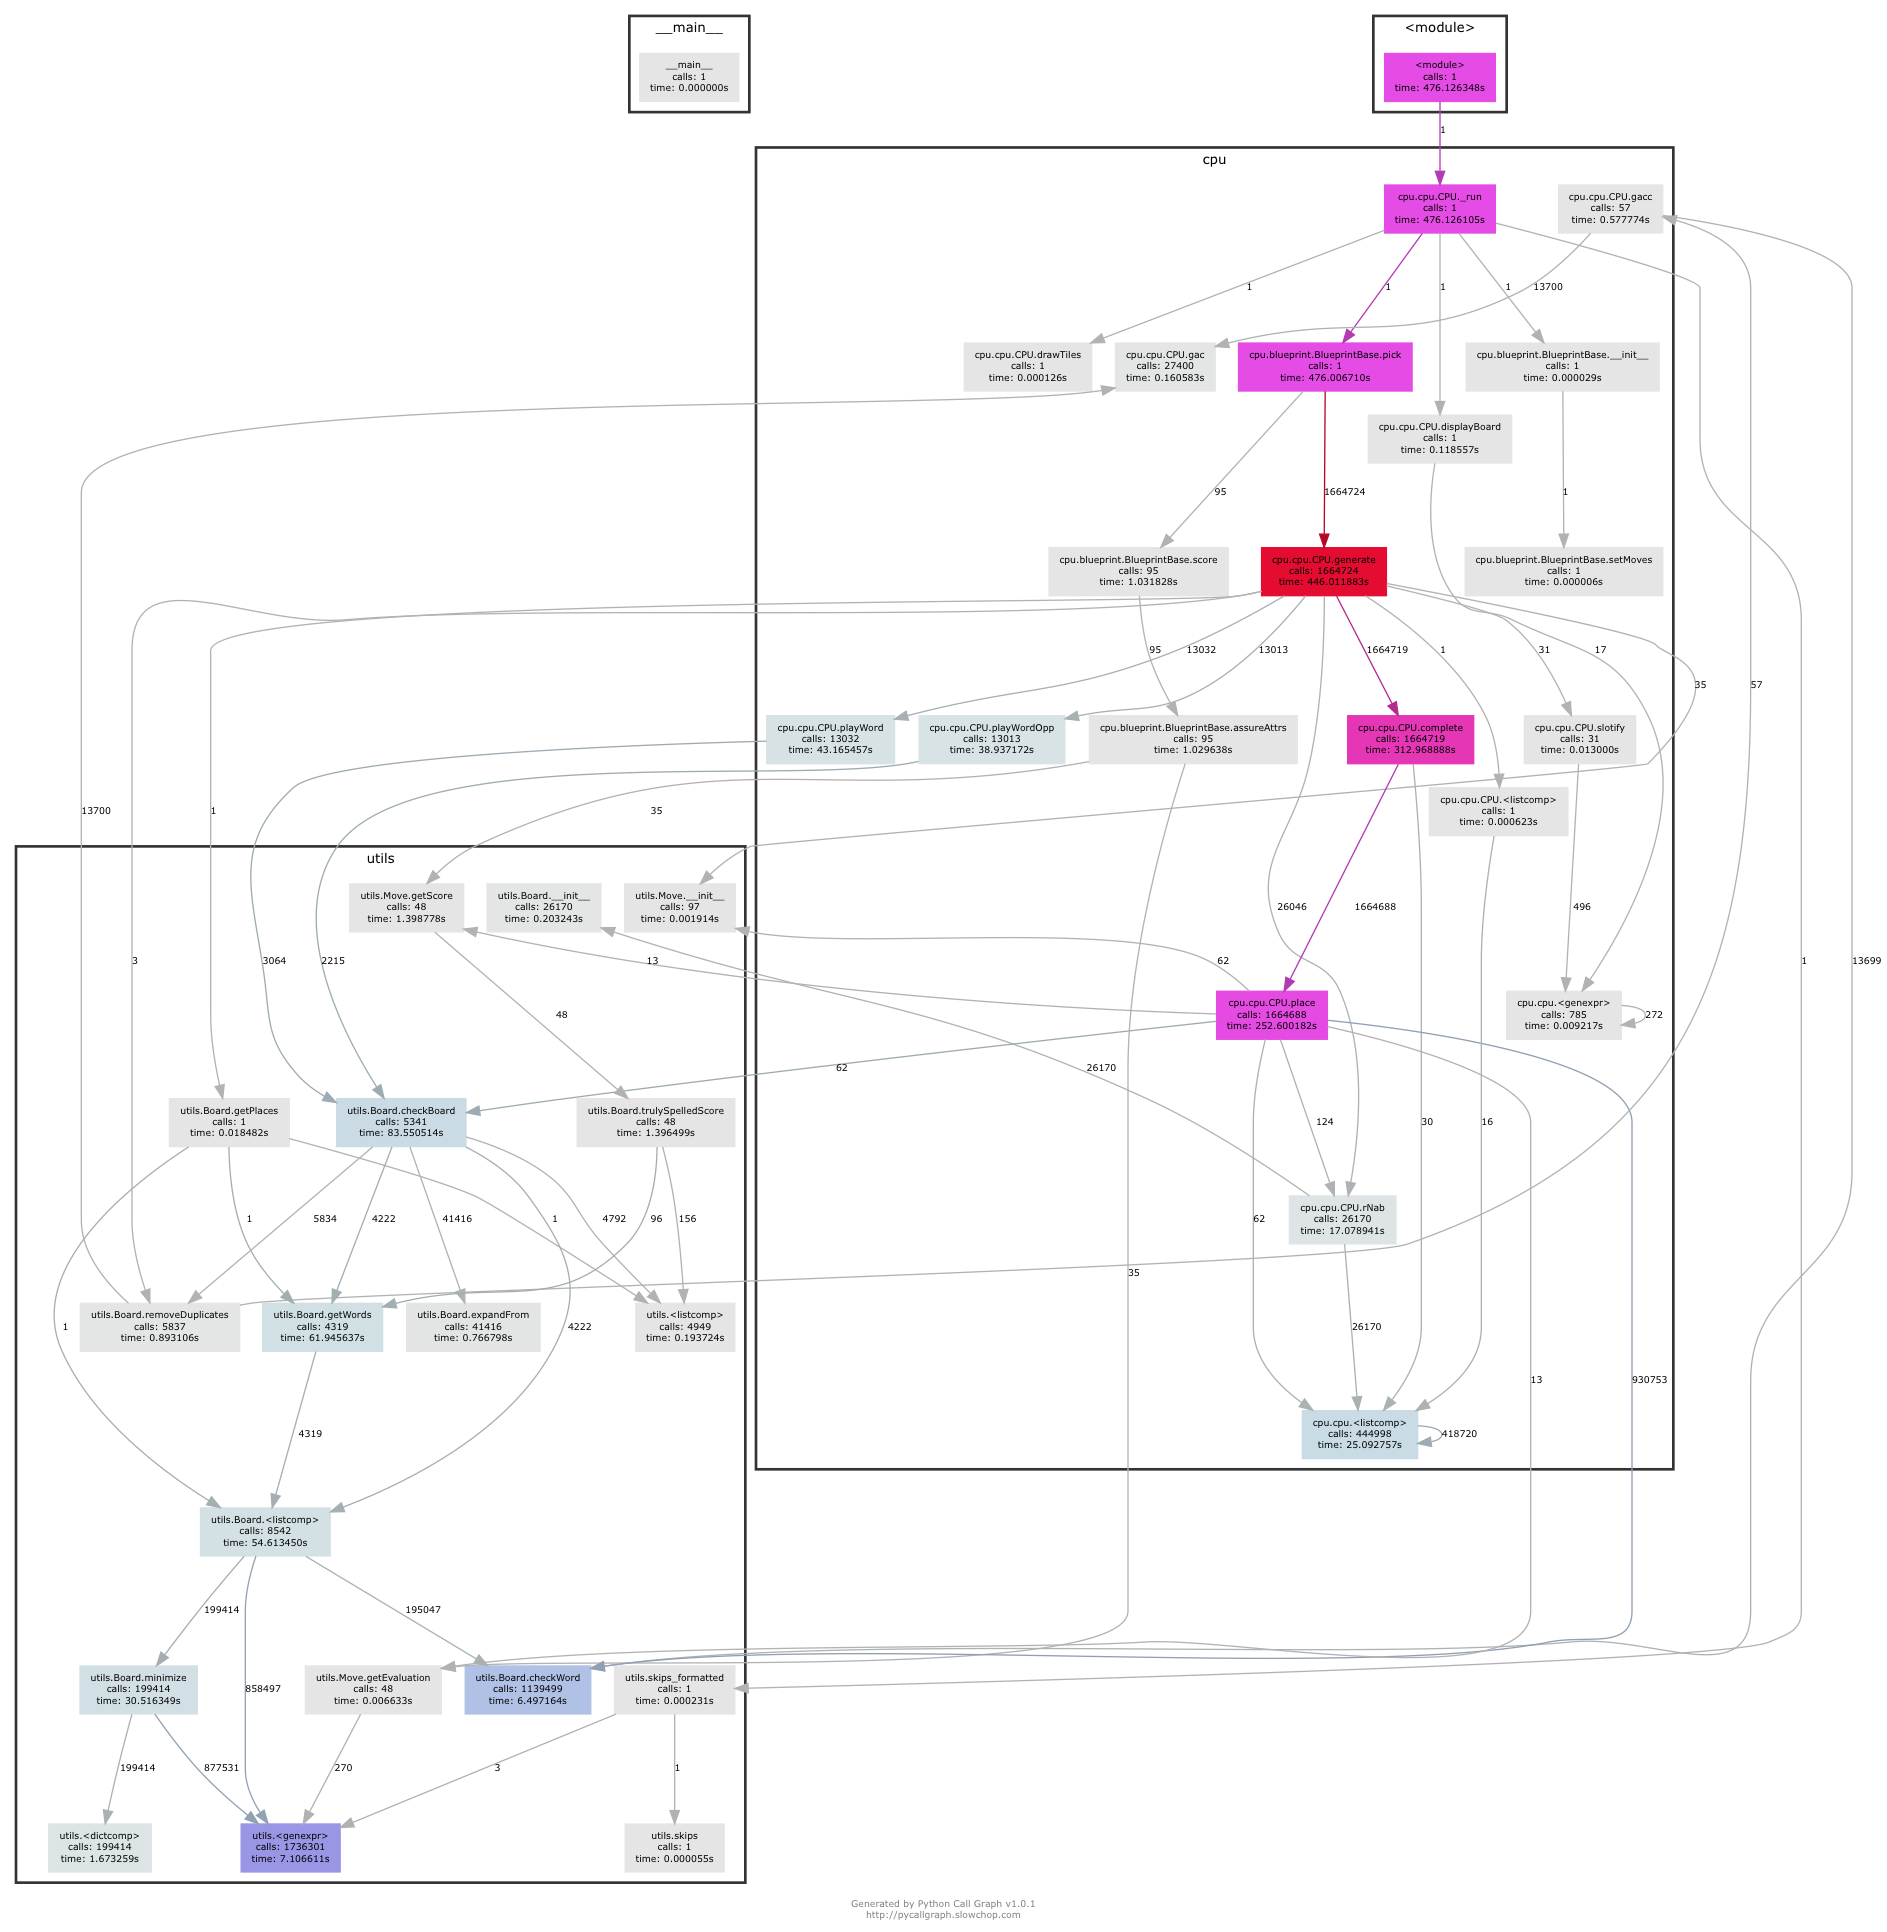 __main__
<module>
__main__
calls: 1
time: 0.000000s
<module>
calls: 1
time: 476.126348s
1
cpu
cpu.cpu.CPU._run
calls: 1
time: 476.126105s
cpu.cpu.CPU.gacc
calls: 57
time: 0.577774s
1
1
1
1
13700
cpu.cpu.CPU.drawTiles
calls: 1
time: 0.000126s
cpu.cpu.CPU.gac
calls: 27400
time: 0.160583s
cpu.blueprint.BlueprintBase.pick
calls: 1
time: 476.006710s
cpu.blueprint.BlueprintBase.__init__
calls: 1
time: 0.000029s
cpu.cpu.CPU.displayBoard
calls: 1
time: 0.118557s
95
1664724
1
cpu.blueprint.BlueprintBase.score
calls: 95
time: 1.031828s
cpu.cpu.CPU.generate
calls: 1664724
time: 446.011883s
cpu.blueprint.BlueprintBase.setMoves
calls: 1
time: 0.000006s
95
13032
13013
1664719
1
31
17
35
57
cpu.cpu.CPU.playWord
calls: 13032
time: 43.165457s
cpu.cpu.CPU.playWordOpp
calls: 13013
time: 38.937172s
cpu.blueprint.BlueprintBase.assureAttrs
calls: 95
time: 1.029638s
cpu.cpu.CPU.complete
calls: 1664719
time: 312.968888s
cpu.cpu.CPU.slotify
calls: 31
time: 0.013000s
13700
1
35
cpu.cpu.CPU.<listcomp>
calls: 1
time: 0.000623s
utils
utils.Move.getScore
calls: 48
time: 1.398778s
utils.Board.__init__
calls: 26170
time: 0.203243s
utils.Move.__init__
calls: 97
time: 0.001914s
26046
1664688
496
3
3064
2215
13
62
1
13699
cpu.cpu.CPU.place
calls: 1664688
time: 252.600182s
cpu.cpu.<genexpr>
calls: 785
time: 0.009217s
272
48
62
26170
utils.Board.getPlaces
calls: 1
time: 0.018482s
utils.Board.checkBoard
calls: 5341
time: 83.550514s
utils.Board.trulySpelledScore
calls: 48
time: 1.396499s
124
30
16
1
5834
4222
41416
1
4792
96
156
62
cpu.cpu.CPU.rNab
calls: 26170
time: 17.078941s
35
utils.Board.removeDuplicates
calls: 5837
time: 0.893106s
utils.Board.getWords
calls: 4319
time: 61.945637s
utils.Board.expandFrom
calls: 41416
time: 0.766798s
utils.<listcomp>
calls: 4949
time: 0.193724s
1
4222
26170
13
930753
4319
cpu.cpu.<listcomp>
calls: 444998
time: 25.092757s
418720
utils.Board.<listcomp>
calls: 8542
time: 54.613450s
199414
195047
utils.Board.minimize
calls: 199414
time: 30.516349s
858497
utils.Move.getEvaluation
calls: 48
time: 0.006633s
utils.Board.checkWord
calls: 1139499
time: 6.497164s
utils.skips_formatted
calls: 1
time: 0.000231s
199414
877531
270
3
1
utils.<dictcomp>
calls: 199414
time: 1.673259s
utils.<genexpr>
calls: 1736301
time: 7.106611s
utils.skips
calls: 1
time: 0.000055s
Generated by Python Call Graph v1.0.1
http://pycallgraph.slowchop.com